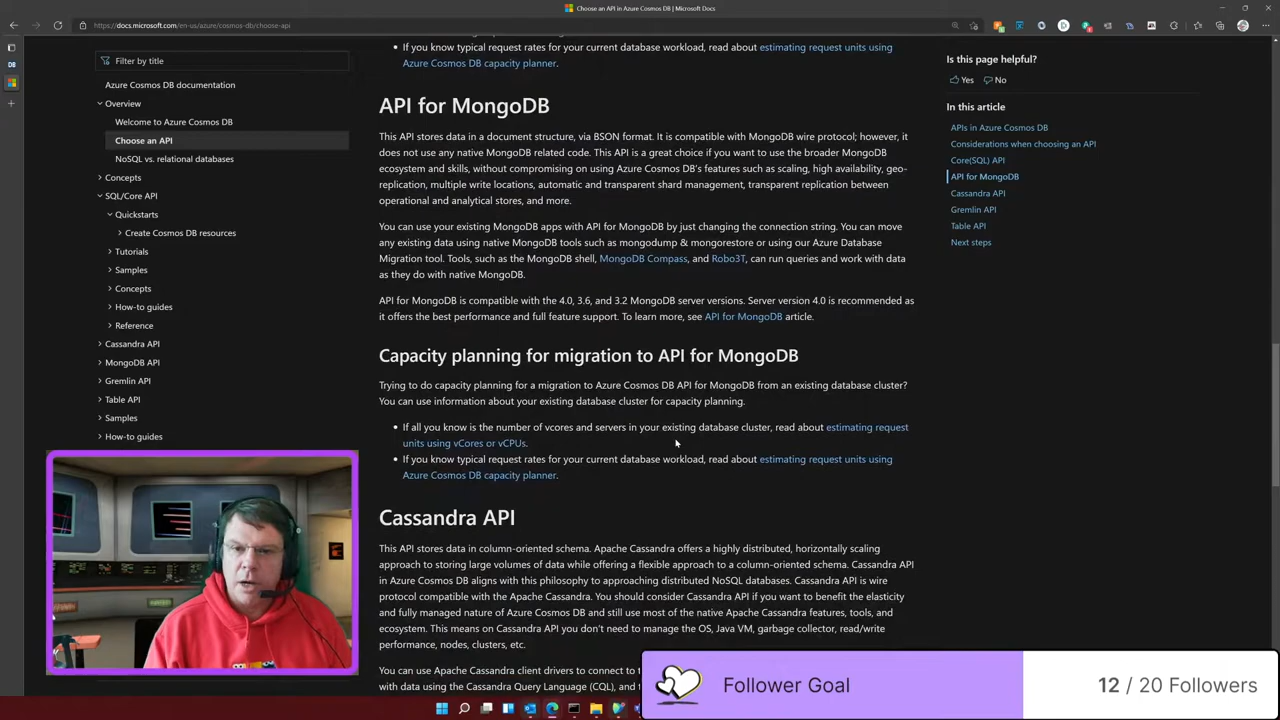 Choose an API in Azure Cosmos DB | Microsoft Docs
https://docs.microsoft.com/en-us/azure/cosmos-db/choose-api
Filter by title
Azure Cosmos DB documentation
Overview
Welcome to Azure Cosmos DB
Choose an API
NoSQL vs. relational databases
Concepts
SQL/Core API
Quickstarts
Create Cosmos DB resources
Tutorials
Samples
Concepts
How-to guides
Reference
Cassandra API
MongoDB API
Gremlin API
Table API
Samples
How-to guides
If you know typical request rates for your current database workload, read about estimating request units using
Azure Cosmos DB capacity planner.
API for MongoDB
This API stores data in a document structure, via BSON format. It is compatible with MongoDB wire protocol; however, it
does not use any native MongoDB related code. This API is a great choice if you want to use the broader MongoDB
ecosystem and skills, without compromising on using Azure Cosmos DB's features such as scaling, high availability, geo-
replication, multiple write locations, automatic and transparent shard management, transparent replication between
operational and analytical stores, and more.
You can use your existing MongoDB apps with API for MongoDB by just changing the connection string. You can move
any existing data using native MongoDB tools such as mongodump & mongorestore or using our Azure Database
Migration tool. Tools, such as the MongoDB shell, MongoDB Compass, and Robo3T, can run queries and work with data
as they do with native MongoDB.
API for MongoDB is compatible with the 4.0, 3.6, and 3.2 MongoDB server versions. Server version 4.0 is recommended as
it offers the best performance and full feature support. To learn more, see API for MongoDB article.
Capacity planning for migration to API for MongoDB
Trying to do capacity planning for a migration to Azure Cosmos DB API for MongoDB from an existing database cluster?
You can use information about your existing database cluster for capacity planning.
If all you know is the number of vcores and servers in your existing database cluster, read about estimating request
units using vCores or vCPUs.
If you know typical request rates for your current database workload, read about estimating request units using
Azure Cosmos DB capacity planner.
Cassandra API
This API stores data in column-oriented schema. Apache Cassandra offers a highly distributed, horizontally scaling
approach to storing large volumes of data while offering a flexible approach to a column-oriented schema. Cassandra API
in Azure Cosmos DB aligns with this philosophy to approaching distributed NoSQL databases. Cassandra API is wire
protocol compatible with the Apache Cassandra. You should consider Cassandra API if you want to benefit the elasticity
and fully managed nature of Azure Cosmos DB and still use most of the native Apache Cassandra features, tools, and
ecosystem. This means on Cassandra API you don't need to manage the OS, Java VM, garbage collector, read/write
performance, nodes, clusters, etc.
You can use Apache Cassandra client drivers to connect to
with data using the Cassandra Query Language (CQL), and
Is this page helpful?
Yes No
In this article
APIs in Azure Cosmos DB
Considerations when choosing an API
Core(SQL) API
API for MongoDB
Cassandra API
Gremlin API
Table API
Next steps
Follower Goal
12 / 20 Followers